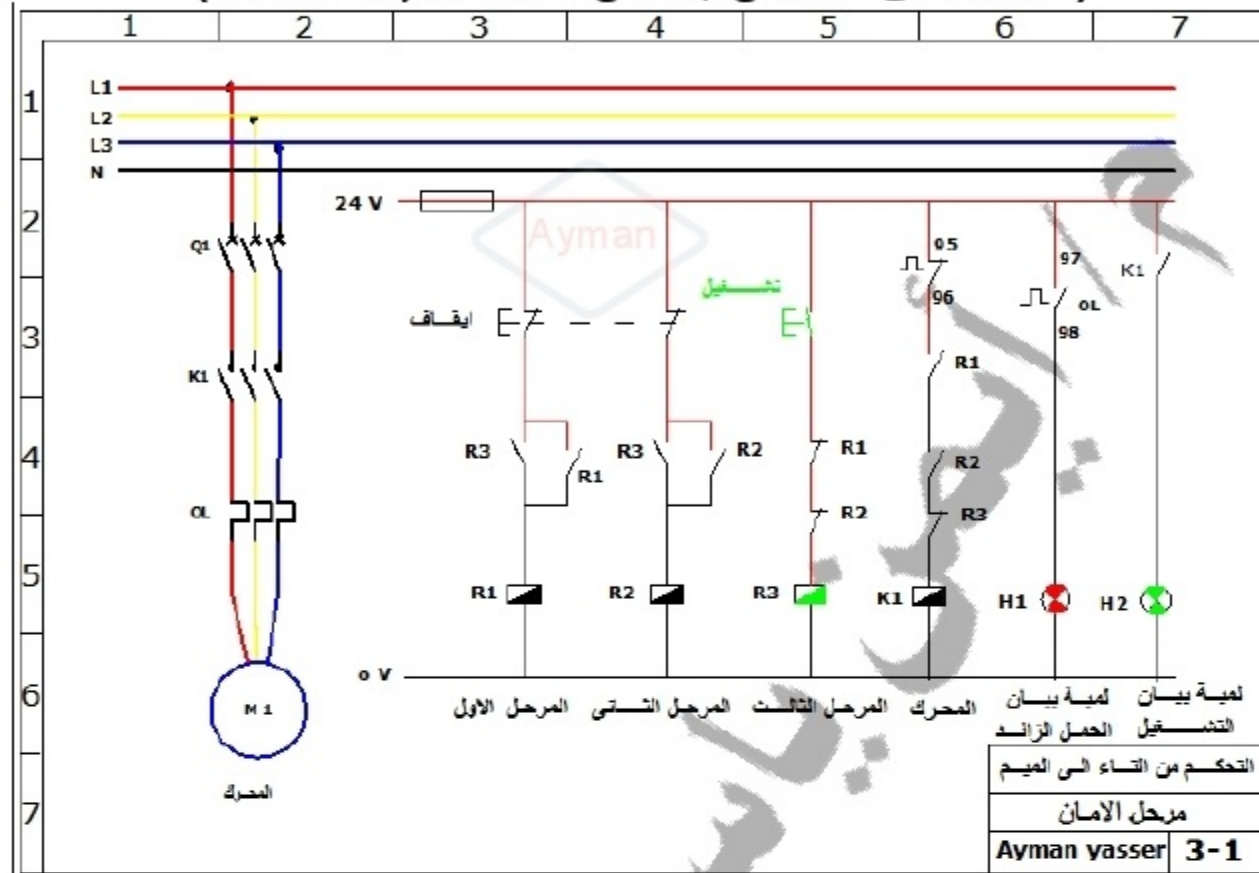 1 2 3 4 5 6 7
1
2
3
4
5
6
7
L1
L2
L3
N
24 V
Ayman
Q1
ايقاف
تشغيل
95
96
97
98
OL
K1
K1
R1
R3
R1
R3
R2
R1
R2
R2
R3
OL
R1
R2
R3
K1
H1
H2
o V
M 1
المحرك
المرحل الاول
المرحل الثانى
المرحل الثالث
المحرك
لمبة بيان
الحمل الزائد
لمبة بيان
التشغيل
التحكم من التاء الى الميم
مرحل الامان
Ayman yasser 3-1